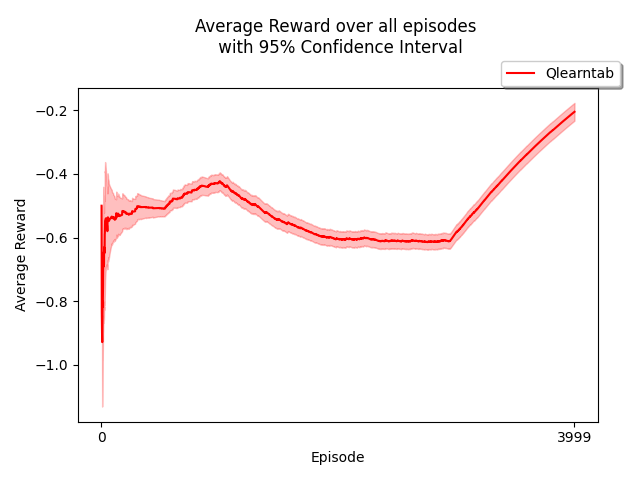 Average Reward over all episodes
with 95% Confidence Interval
Qlearntab
−0.2
−0.4
−0.6
−0.8
−1.0
Average Reward
0
3999
Episode